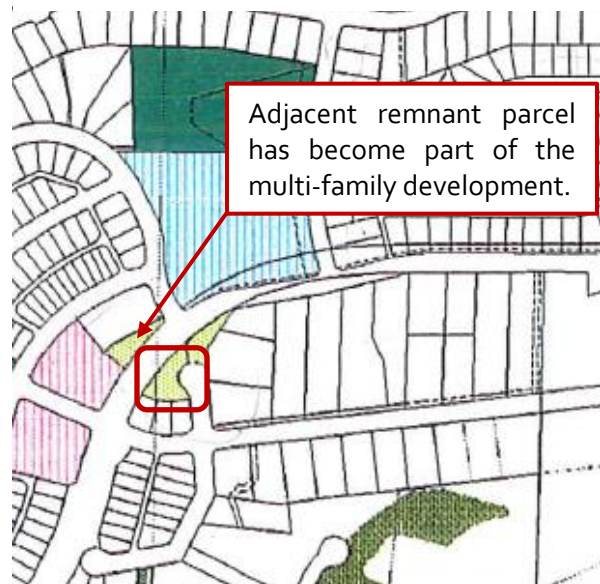 Adjacent remnant parcel
has become part of the
multi-family development.